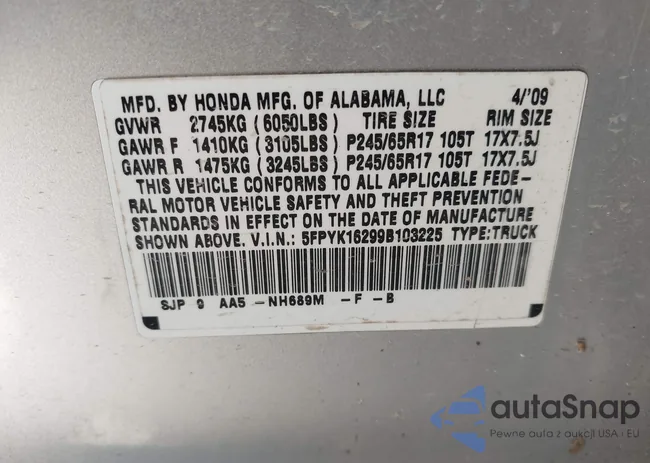 MFD. BY HONDA MFG. OF ALABAMA, LLC 4/'09
GVWR 2745KG (6050LBS) TIRE SIZE RIM SIZE
GAWR F 1410KG (3105LBS) P245/65R17 105T 17X7.5J
GAWR R 1475KG (3245LBS) P245/65R17 105T 17X7.5J
THIS VEHICLE CONFORMS TO ALL APPLICABLE FEDE-
RAL MOTOR VEHICLE SAFETY AND THEFT PREVENTION
STANDARDS IN EFFECT ON THE DATE OF MANUFACTURE
SHOWN ABOVE. V.I.N.: 5FPYK16299B103225 TYPE:TRUCK
SJP 9 AA5 -NH689M -F -B
autaSnap
Pewne auta z aukcji USA i EU